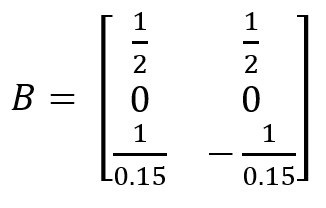 B = [ 1/2 1/2
0 0
1/0.15 − 1/0.15 ]